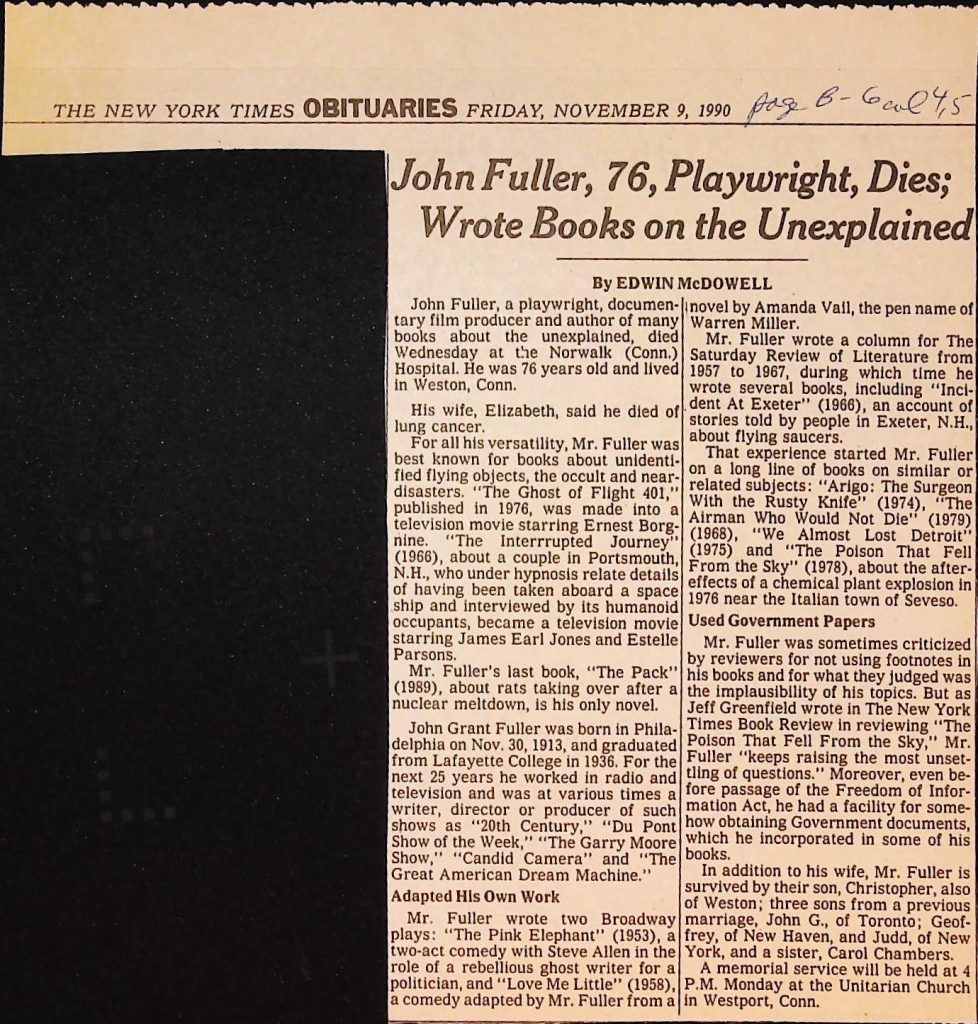 THE NEW YORK TIMES OBITUARIES FRIDAY, NOVEMBER 9, 1990 page B-6 col 4,5
John Fuller, 76, Playwright, Dies;
Wrote Books on the Unexplained
By EDWIN McDOWELL
John Fuller, a playwright, documen-
tary film producer and author of many
books about the unexplained, died
Wednesday at the Norwalk (Conn.)
Hospital. He was 76 years old and lived
in Weston, Conn.
His wife, Elizabeth, said he died of
lung cancer.
For all his versatility, Mr. Fuller was
best known for books about unidenti-
fied flying objects, the occult and near-
disasters. "The Ghost of Flight 401,"
published in 1976, was made into a
television movie starring Ernest Borg-
nine. "The Interrrupted Journey"
(1966), about a couple in Portsmouth,
N.H., who under hypnosis relate details
of having been taken aboard a space
ship and interviewed by its humanoid
occupants, became a television movie
starring James Earl Jones and Estelle
Parsons.
Mr. Fuller's last book, "The Pack"
(1989), about rats taking over after a
nuclear meltdown, is his only novel.
John Grant Fuller was born in Phila-
delphia on Nov. 30, 1913, and graduated
from Lafayette College in 1936. For the
next 25 years he worked in radio and
television and was at various times a
writer, director or producer of such
shows as "20th Century," "Du Pont
Show of the Week," "The Garry Moore
Show," "Candid Camera" and "The
Great American Dream Machine."
Adapted His Own Work
Mr. Fuller wrote two Broadway
plays: "The Pink Elephant" (1953), a
two-act comedy with Steve Allen in the
role of a rebellious ghost writer for a
politician, and "Love Me Little" (1958),
a comedy adapted by Mr. Fuller from a
novel by Amanda Vail, the pen name of
Warren Miller.
Mr. Fuller wrote a column for The
Saturday Review of Literature from
1957 to 1967, during which time he
wrote several books, including "Inci-
dent At Exeter" (1966), an account of
stories told by people in Exeter, N.H.,
about flying saucers.
That experience started Mr. Fuller
on a long line of books on similar or
related subjects: "Arigo: The Surgeon
With the Rusty Knife" (1974), "The
Airman Who Would Not Die" (1979)
(1968), "We Almost Lost Detroit"
(1975) and "The Poison That Fell
From the Sky" (1978), about the after-
effects of a chemical plant explosion in
1976 near the Italian town of Seveso.
Used Government Papers
Mr. Fuller was sometimes criticized
by reviewers for not using footnotes in
his books and for what they judged was
the implausibility of his topics. But as
Jeff Greenfield wrote in The New York
Times Book Review in reviewing "The
Poison That Fell From the Sky," Mr.
Fuller "keeps raising the most unset-
tling of questions." Moreover, even be-
fore passage of the Freedom of Infor-
mation Act, he had a facility for some-
how obtaining Government documents,
which he incorporated in some of his
books.
In addition to his wife, Mr. Fuller is
survived by their son, Christopher, also
of Weston; three sons from a previous
marriage, John G., of Toronto; Geof-
frey, of New Haven, and Judd, of New
York, and a sister, Carol Chambers.
A memorial service will be held at 4
P.M. Monday at the Unitarian Church
in Westport, Conn.